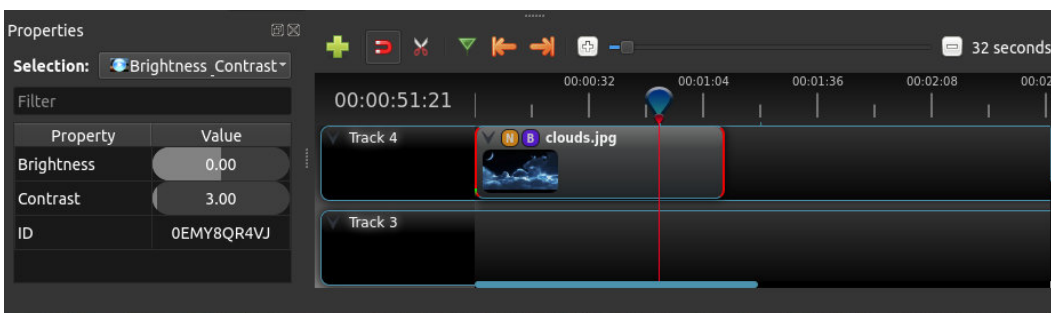 Properties
Selection: Brightness_Contrast
Filter
Property Value
Brightness 0.00
Contrast 3.00
ID 0EMY8QR4VJ
32 seconds
00:00:51:21
00:00:32 00:01:04 00:01:36 00:02:08 00:02
Track 4
N B clouds.jpg
Track 3